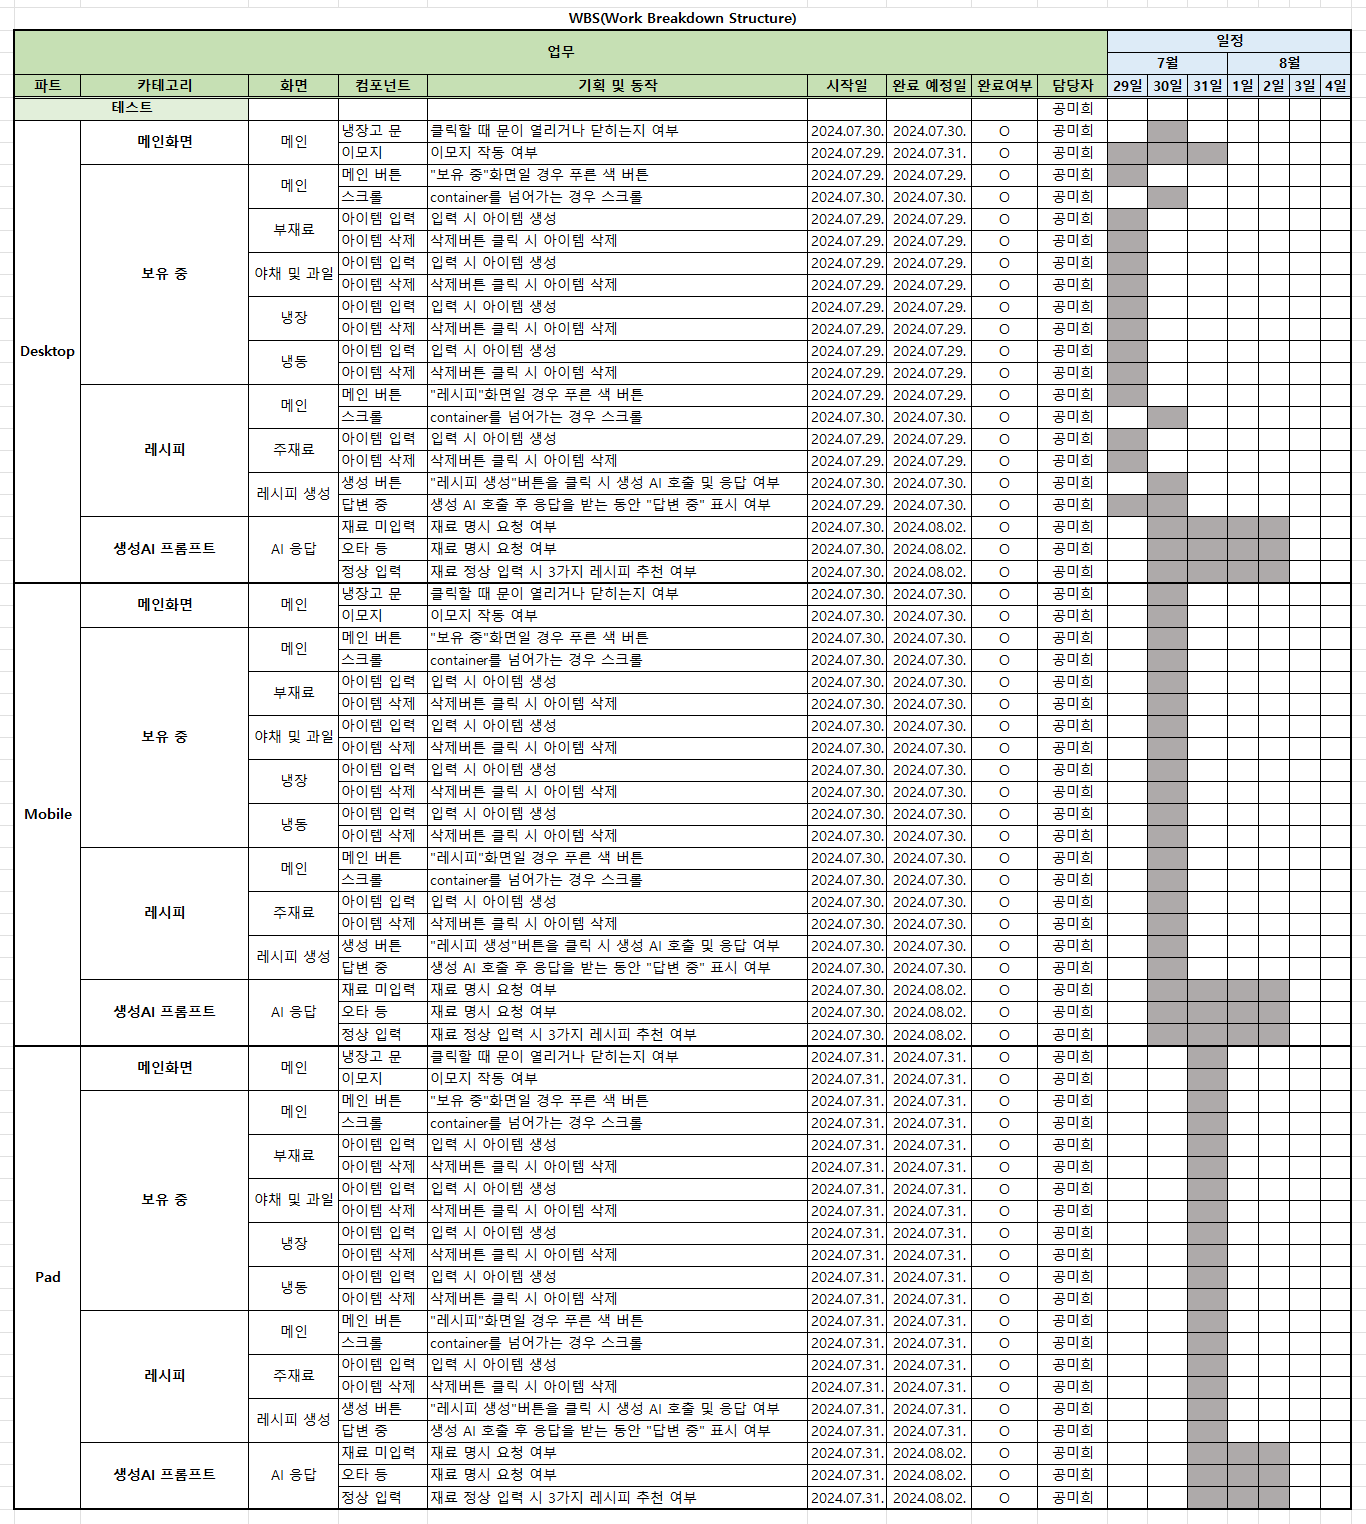 WBS(Work Breakdown Structure)
업무 일정
7월 8월
파트 카테고리 화면 컴포넌트 기획 및 동작 시작일 완료 예정일 완료여부 담당자 29일 30일 31일 1일 2일 3일 4일
테스트 공미희
Desktop 메인화면 메인 냉장고 문 클릭할 때 문이 열리거나 닫히는지 여부 2024.07.30. 2024.07.30. O 공미희
이모지 이모지 작동 여부 2024.07.29. 2024.07.31. O 공미희
보유 중 메인 메인 버튼 "보유 중"화면일 경우 푸른 색 버튼 2024.07.29. 2024.07.29. O 공미희
스크롤 container를 넘어가는 경우 스크롤 2024.07.30. 2024.07.30. O 공미희
부재료 아이템 입력 입력 시 아이템 생성 2024.07.29. 2024.07.29. O 공미희
아이템 삭제 삭제버튼 클릭 시 아이템 삭제 2024.07.29. 2024.07.29. O 공미희
야채 및 과일 아이템 입력 입력 시 아이템 생성 2024.07.29. 2024.07.29. O 공미희
아이템 삭제 삭제버튼 클릭 시 아이템 삭제 2024.07.29. 2024.07.29. O 공미희
냉장 아이템 입력 입력 시 아이템 생성 2024.07.29. 2024.07.29. O 공미희
아이템 삭제 삭제버튼 클릭 시 아이템 삭제 2024.07.29. 2024.07.29. O 공미희
냉동 아이템 입력 입력 시 아이템 생성 2024.07.29. 2024.07.29. O 공미희
아이템 삭제 삭제버튼 클릭 시 아이템 삭제 2024.07.29. 2024.07.29. O 공미희
레시피 메인 메인 버튼 "레시피"화면일 경우 푸른 색 버튼 2024.07.29. 2024.07.29. O 공미희
스크롤 container를 넘어가는 경우 스크롤 2024.07.30. 2024.07.30. O 공미희
주재료 아이템 입력 입력 시 아이템 생성 2024.07.29. 2024.07.29. O 공미희
아이템 삭제 삭제버튼 클릭 시 아이템 삭제 2024.07.29. 2024.07.29. O 공미희
레시피 생성 생성 버튼 "레시피 생성"버튼을 클릭 시 생성 AI 호출 및 응답 여부 2024.07.30. 2024.07.30. O 공미희
답변 중 생성 AI 호출 후 응답을 받는 동안 "답변 중" 표시 여부 2024.07.29. 2024.07.30. O 공미희
생성AI 프롬프트 AI 응답 재료 미입력 재료 명시 요청 여부 2024.07.30. 2024.08.02. O 공미희
오타 등 재료 명시 요청 여부 2024.07.30. 2024.08.02. O 공미희
정상 입력 재료 정상 입력 시 3가지 레시피 추천 여부 2024.07.30. 2024.08.02. O 공미희
Mobile 메인화면 메인 냉장고 문 클릭할 때 문이 열리거나 닫히는지 여부 2024.07.30. 2024.07.30. O 공미희
이모지 이모지 작동 여부 2024.07.30. 2024.07.30. O 공미희
보유 중 메인 메인 버튼 "보유 중"화면일 경우 푸른 색 버튼 2024.07.30. 2024.07.30. O 공미희
스크롤 container를 넘어가는 경우 스크롤 2024.07.30. 2024.07.30. O 공미희
부재료 아이템 입력 입력 시 아이템 생성 2024.07.30. 2024.07.30. O 공미희
아이템 삭제 삭제버튼 클릭 시 아이템 삭제 2024.07.30. 2024.07.30. O 공미희
야채 및 과일 아이템 입력 입력 시 아이템 생성 2024.07.30. 2024.07.30. O 공미희
아이템 삭제 삭제버튼 클릭 시 아이템 삭제 2024.07.30. 2024.07.30. O 공미희
냉장 아이템 입력 입력 시 아이템 생성 2024.07.30. 2024.07.30. O 공미희
아이템 삭제 삭제버튼 클릭 시 아이템 삭제 2024.07.30. 2024.07.30. O 공미희
냉동 아이템 입력 입력 시 아이템 생성 2024.07.30. 2024.07.30. O 공미희
아이템 삭제 삭제버튼 클릭 시 아이템 삭제 2024.07.30. 2024.07.30. O 공미희
레시피 메인 메인 버튼 "레시피"화면일 경우 푸른 색 버튼 2024.07.30. 2024.07.30. O 공미희
스크롤 container를 넘어가는 경우 스크롤 2024.07.30. 2024.07.30. O 공미희
주재료 아이템 입력 입력 시 아이템 생성 2024.07.30. 2024.07.30. O 공미희
아이템 삭제 삭제버튼 클릭 시 아이템 삭제 2024.07.30. 2024.07.30. O 공미희
레시피 생성 생성 버튼 "레시피 생성"버튼을 클릭 시 생성 AI 호출 및 응답 여부 2024.07.30. 2024.07.30. O 공미희
답변 중 생성 AI 호출 후 응답을 받는 동안 "답변 중" 표시 여부 2024.07.30. 2024.07.30. O 공미희
생성AI 프롬프트 AI 응답 재료 미입력 재료 명시 요청 여부 2024.07.30. 2024.08.02. O 공미희
오타 등 재료 명시 요청 여부 2024.07.30. 2024.08.02. O 공미희
정상 입력 재료 정상 입력 시 3가지 레시피 추천 여부 2024.07.30. 2024.08.02. O 공미희
Pad 메인화면 메인 냉장고 문 클릭할 때 문이 열리거나 닫히는지 여부 2024.07.31. 2024.07.31. O 공미희
이모지 이모지 작동 여부 2024.07.31. 2024.07.31. O 공미희
보유 중 메인 메인 버튼 "보유 중"화면일 경우 푸른 색 버튼 2024.07.31. 2024.07.31. O 공미희
스크롤 container를 넘어가는 경우 스크롤 2024.07.31. 2024.07.31. O 공미희
부재료 아이템 입력 입력 시 아이템 생성 2024.07.31. 2024.07.31. O 공미희
아이템 삭제 삭제버튼 클릭 시 아이템 삭제 2024.07.31. 2024.07.31. O 공미희
야채 및 과일 아이템 입력 입력 시 아이템 생성 2024.07.31. 2024.07.31. O 공미희
아이템 삭제 삭제버튼 클릭 시 아이템 삭제 2024.07.31. 2024.07.31. O 공미희
냉장 아이템 입력 입력 시 아이템 생성 2024.07.31. 2024.07.31. O 공미희
아이템 삭제 삭제버튼 클릭 시 아이템 삭제 2024.07.31. 2024.07.31. O 공미희
냉동 아이템 입력 입력 시 아이템 생성 2024.07.31. 2024.07.31. O 공미희
아이템 삭제 삭제버튼 클릭 시 아이템 삭제 2024.07.31. 2024.07.31. O 공미희
레시피 메인 메인 버튼 "레시피"화면일 경우 푸른 색 버튼 2024.07.31. 2024.07.31. O 공미희
스크롤 container를 넘어가는 경우 스크롤 2024.07.31. 2024.07.31. O 공미희
주재료 아이템 입력 입력 시 아이템 생성 2024.07.31. 2024.07.31. O 공미희
아이템 삭제 삭제버튼 클릭 시 아이템 삭제 2024.07.31. 2024.07.31. O 공미희
레시피 생성 생성 버튼 "레시피 생성"버튼을 클릭 시 생성 AI 호출 및 응답 여부 2024.07.31. 2024.07.31. O 공미희
답변 중 생성 AI 호출 후 응답을 받는 동안 "답변 중" 표시 여부 2024.07.31. 2024.07.31. O 공미희
생성AI 프롬프트 AI 응답 재료 미입력 재료 명시 요청 여부 2024.07.31. 2024.08.02. O 공미희
오타 등 재료 명시 요청 여부 2024.07.31. 2024.08.02. O 공미희
정상 입력 재료 정상 입력 시 3가지 레시피 추천 여부 2024.07.31. 2024.08.02. O 공미희